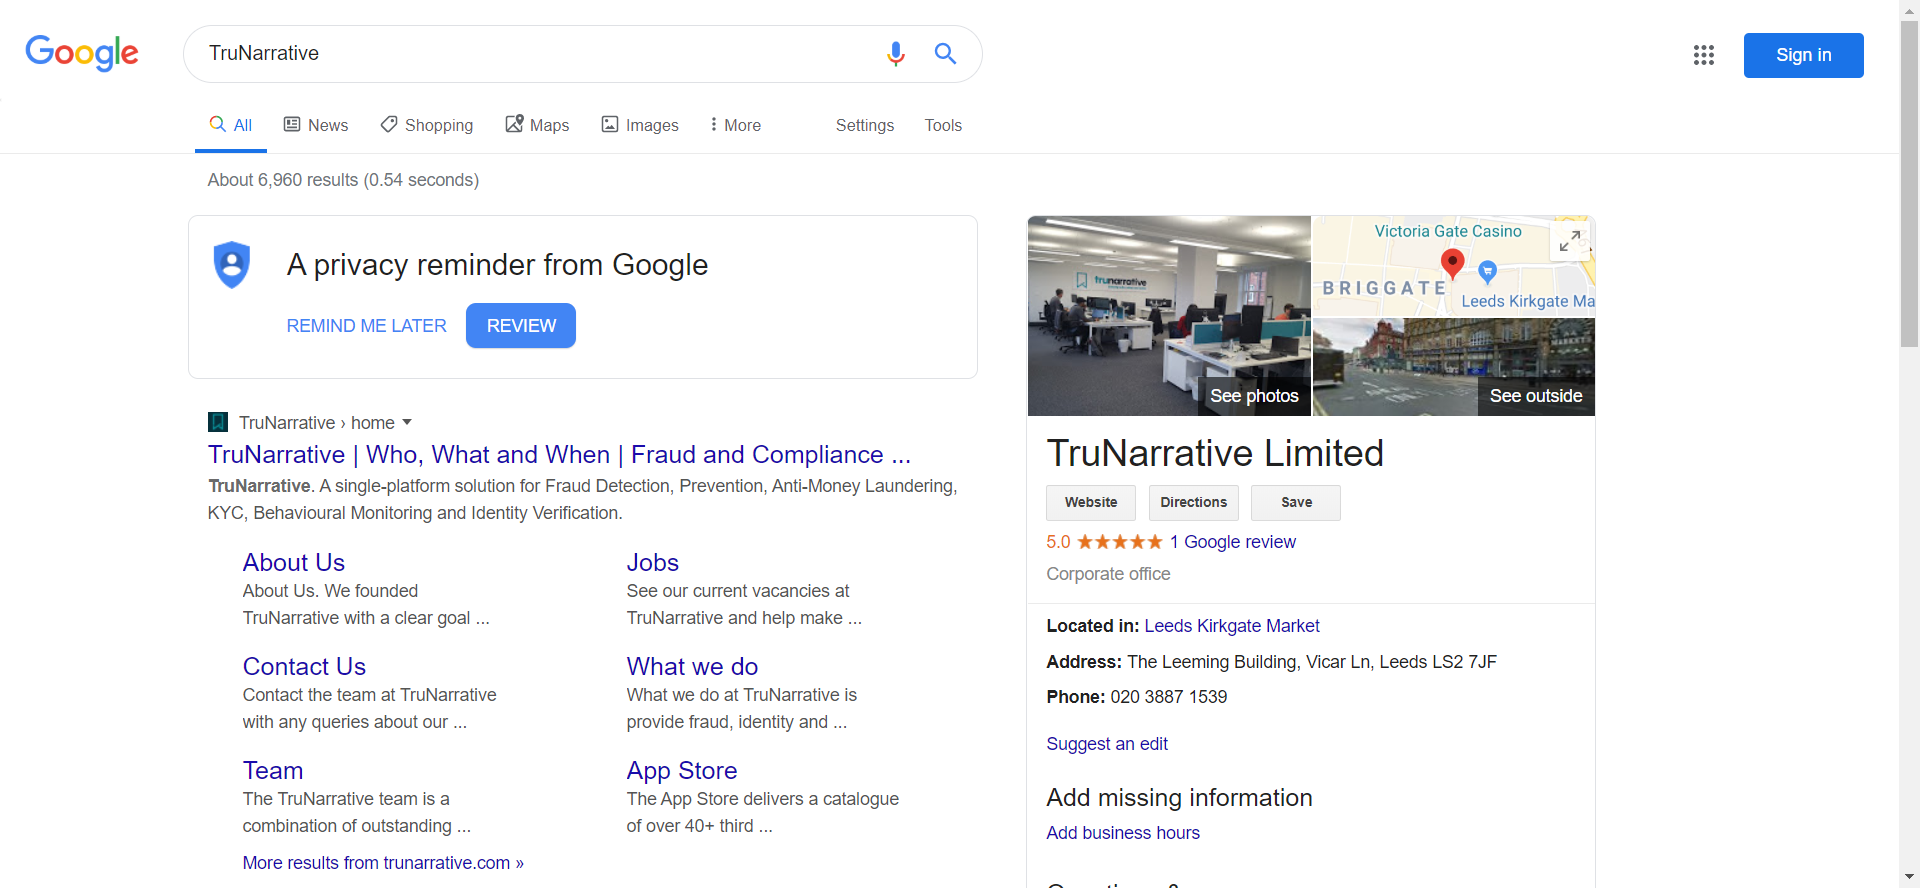 Google
TruNarrative
Sign in
All
News
Shopping
Maps
Images
More
Settings
Tools
About 6,960 results (0.54 seconds)
A privacy reminder from Google
REMIND ME LATER
REVIEW
TruNarrative › home
TruNarrative | Who, What and When | Fraud and Compliance ...
TruNarrative. A single-platform solution for Fraud Detection, Prevention, Anti-Money Laundering,
KYC, Behavioural Monitoring and Identity Verification.
About Us
About Us. We founded
TruNarrative with a clear goal ...
Jobs
See our current vacancies at
TruNarrative and help make ...
Contact Us
Contact the team at TruNarrative
with any queries about our ...
What we do
What we do at TruNarrative is
provide fraud, identity and ...
Team
The TruNarrative team is a
combination of outstanding ...
App Store
The App Store delivers a catalogue
of over 40+ third ...
More results from trunarrative.com »
trunarrative
See photos
Victoria Gate Casino
BRIGGATE
Leeds Kirkgate Ma
See outside
TruNarrative Limited
Website
Directions
Save
5.0 ★★★★★ 1 Google review
Corporate office
Located in: Leeds Kirkgate Market
Address: The Leeming Building, Vicar Ln, Leeds LS2 7JF
Phone: 020 3887 1539
Suggest an edit
Add missing information
Add business hours